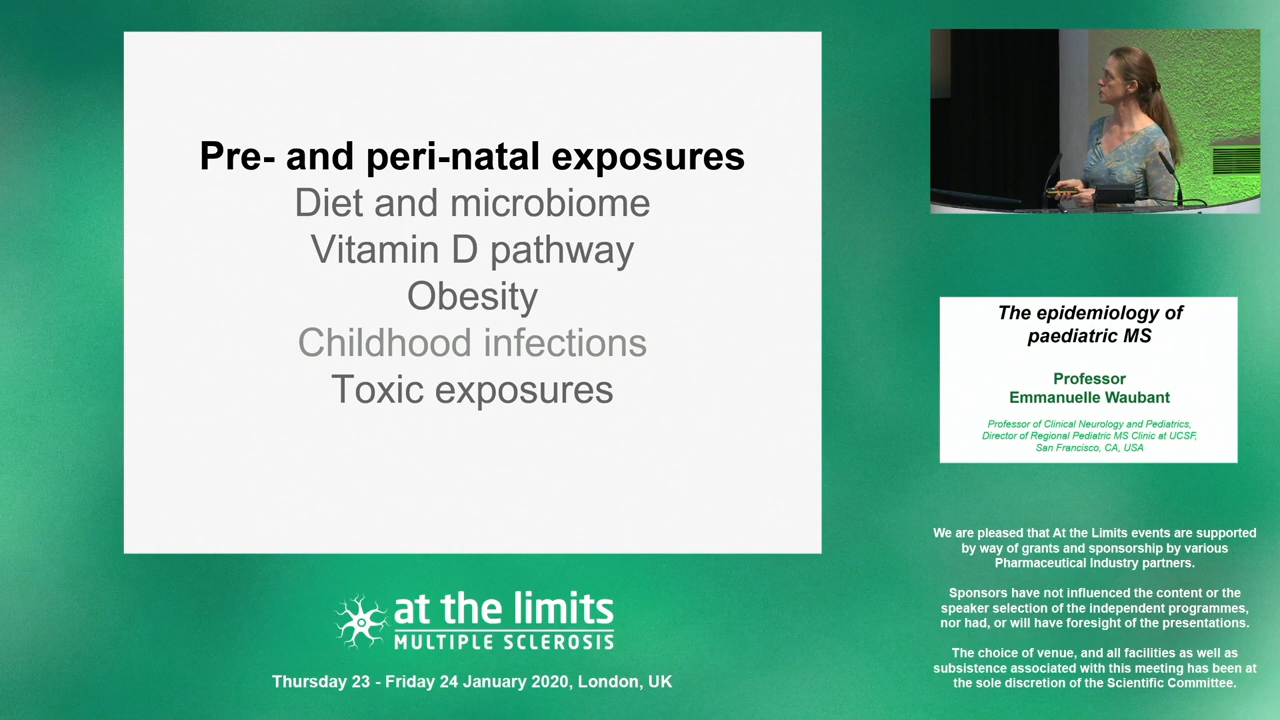 Pre- and peri-natal exposures
Diet and microbiome
Vitamin D pathway
Obesity
Childhood infections
Toxic exposures
at the limits
MULTIPLE SCLEROSIS
Thursday 23 - Friday 24 January 2020, London, UK
The epidemiology of
paediatric MS
Professor
Emmanuelle Waubant
Professor of Clinical Neurology and Pediatrics,
Director of Regional Pediatric MS Clinic at UCSF,
San Francisco, CA, USA
We are pleased that At the Limits events are supported
by way of grants and sponsorship by various
Pharmaceutical Industry partners.
Sponsors have not influenced the content or the
speaker selection of the independent programmes,
nor had, or will have foresight of the presentations.
The choice of venue, and all facilities as well as
subsistence associated with this meeting has been at
the sole discretion of the Scientific Committee.